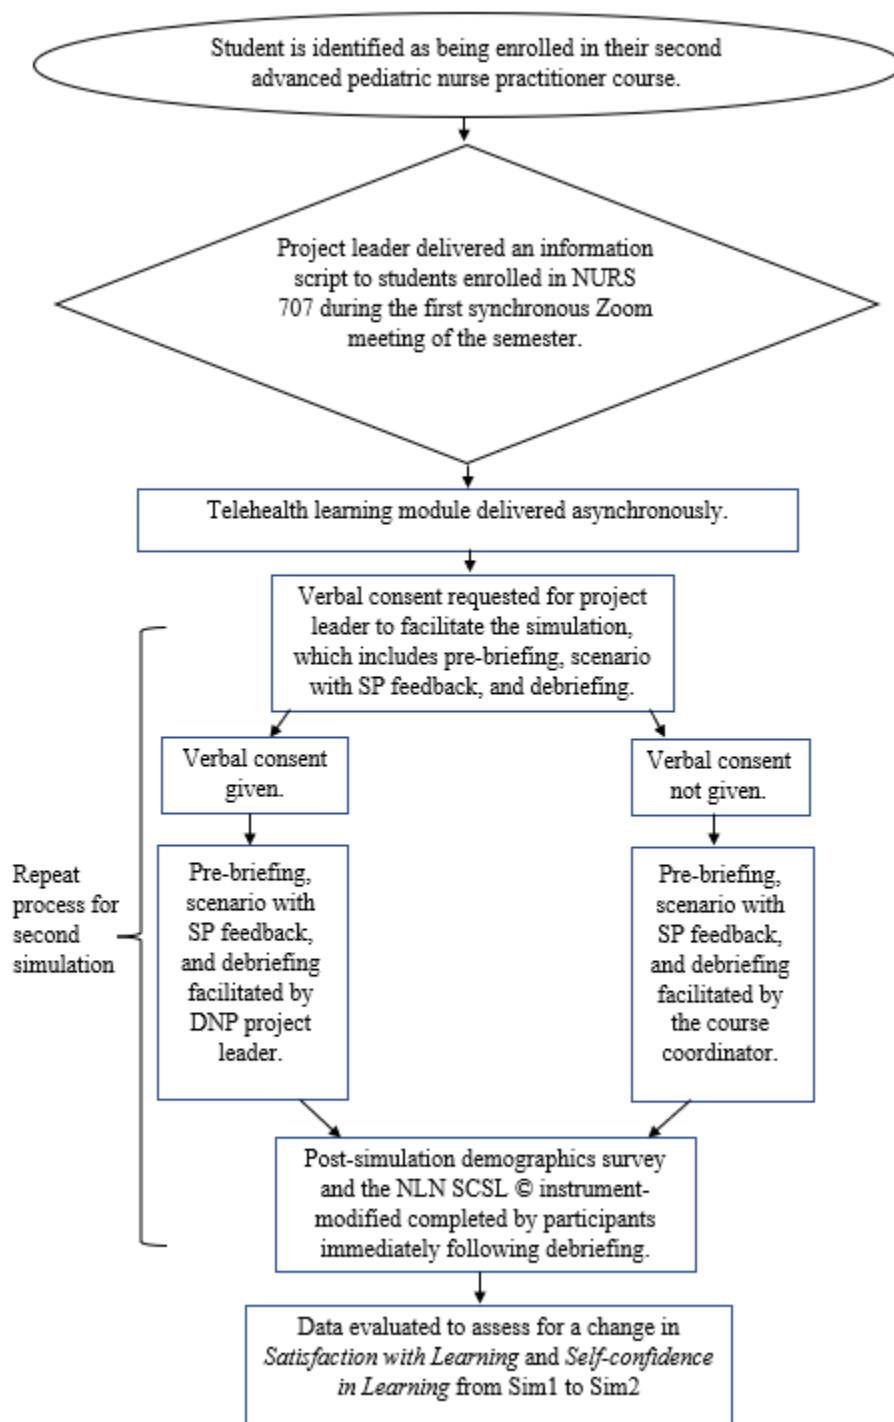 Student is identified as being enrolled in their second
advanced pediatric nurse practitioner course.
Project leader delivered an information
script to students enrolled in NURS
707 during the first synchronous Zoom
meeting of the semester.
Telehealth learning module delivered asynchronously.
Verbal consent requested for project
leader to facilitate the simulation,
which includes pre-briefing, scenario
with SP feedback, and debriefing.
Verbal consent
given.
Verbal consent
not given.
Repeat
process for
second
simulation
Pre-briefing,
scenario with
SP feedback,
and debriefing
facilitated by
DNP project
leader.
Pre-briefing,
scenario with
SP feedback,
and debriefing
facilitated by
the course
coordinator.
Post-simulation demographics survey
and the NLN SCSL © instrument-
modified completed by participants
immediately following debriefing.
Data evaluated to assess for a change in
Satisfaction with Learning and Self-confidence
in Learning from Sim1 to Sim2